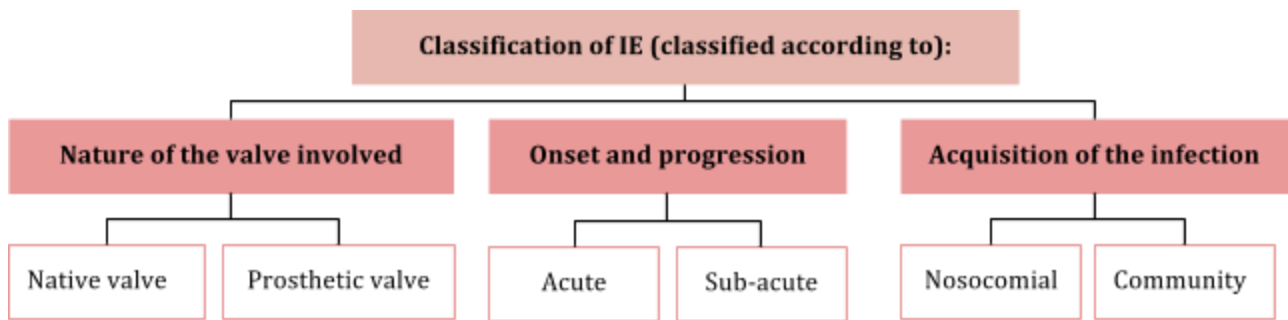 Classification of IE (classified according to):
Nature of the valve involved
Onset and progression
Acquisition of the infection
Native valve
Prosthetic valve
Acute
Sub-acute
Nosocomial
Community